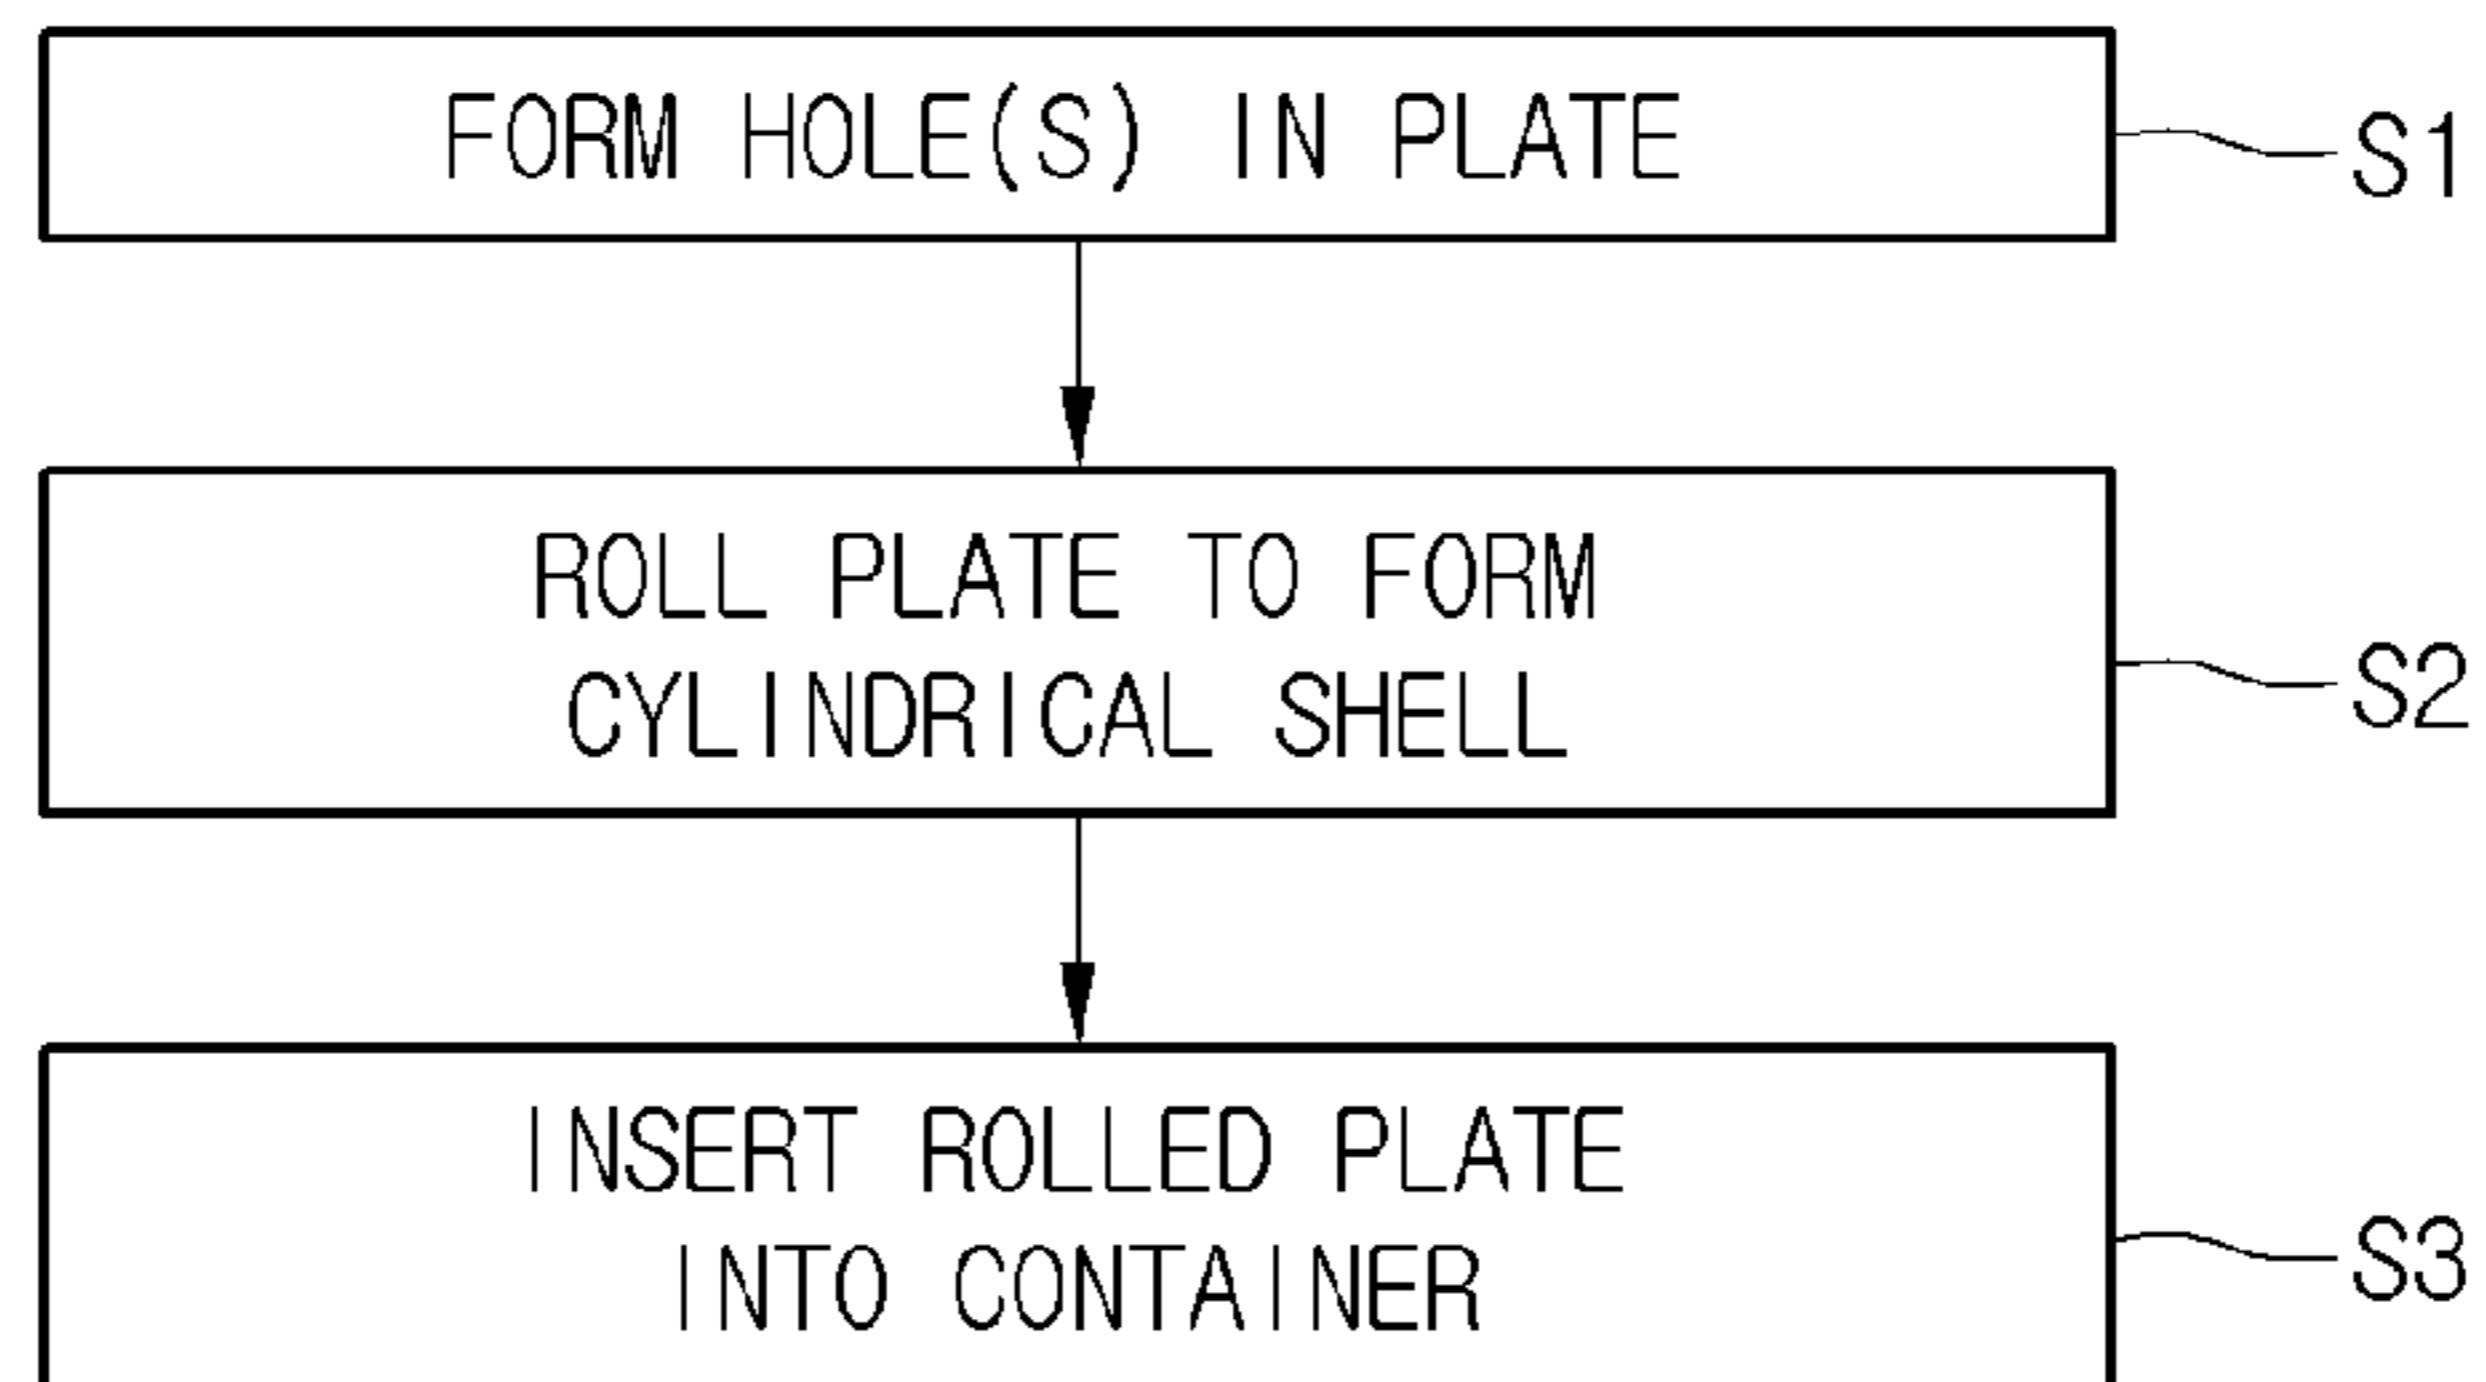 FORM HOLE(S) IN PLATE
S1
ROLL PLATE TO FORM
CYLINDRICAL SHELL
S2
INSERT ROLLED PLATE
INTO CONTAINER
S3